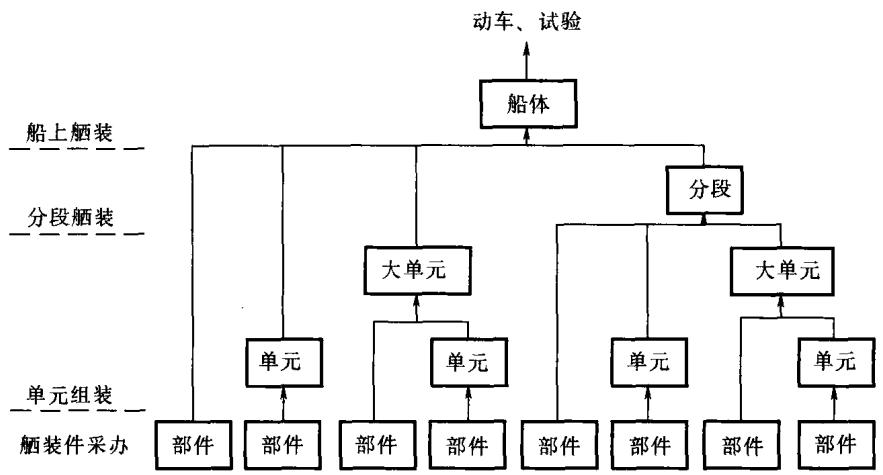 动车、试验
船体
船上舾装
分段
分段舾装
大单元 大单元
单元 单元 单元 单元
单元组装
舾装件采办 部件 部件 部件 部件 部件 部件 部件 部件